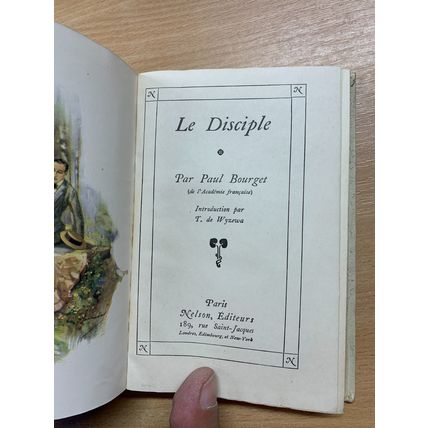 N N
Le Disciple
Par Paul Bourget
(de l'Académie française)
Introduction par
T. de Wyzewa
Paris
Nelson, Éditeurs
189, rue Saint-Jacques
Londres, Edimbourg, et New-York
N N